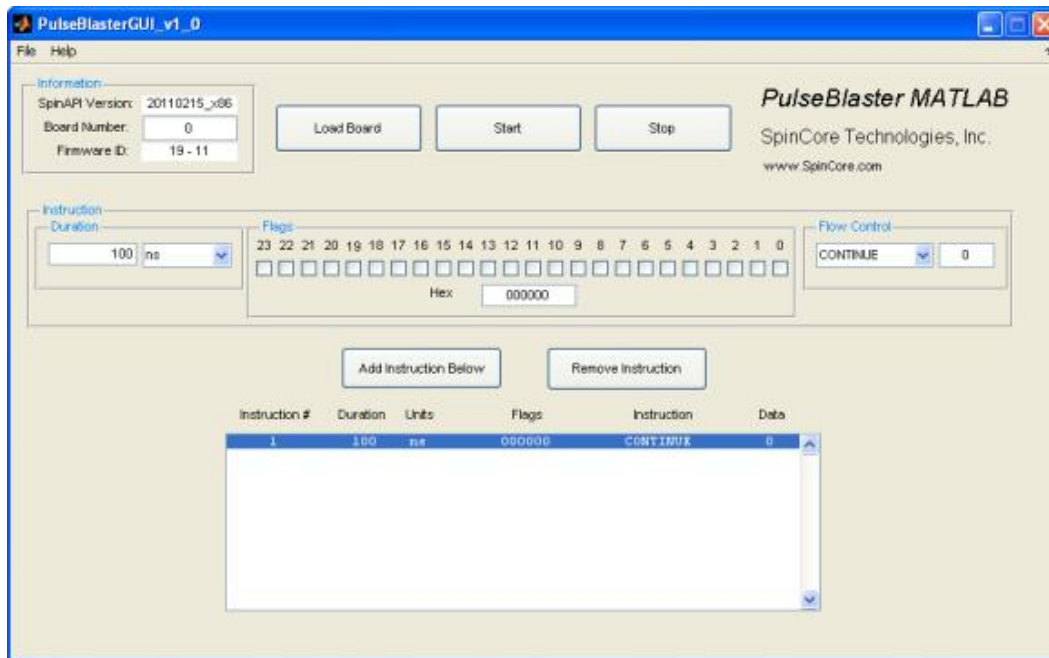 PulseBlasterGUI_v1_0
File Help
Information
SpinAPI Version: 20110215_x86
Board Number: 0
Firmware ID: 19 - 11
Load Board
Start
Stop
PulseBlaster MATLAB
SpinCore Technologies, Inc.
www.SpinCore.com
Instruction
Duration
100 ns
Flags
23 22 21 20 19 18 17 16 15 14 13 12 11 10 9 8 7 6 5 4 3 2 1 0
Hex 000000
Flow Control
CONTINUE 0
Add Instruction Below
Remove Instruction
Instruction # Duration Units Flags Instruction Data
1 100 ns 000000 CONTINUE 0